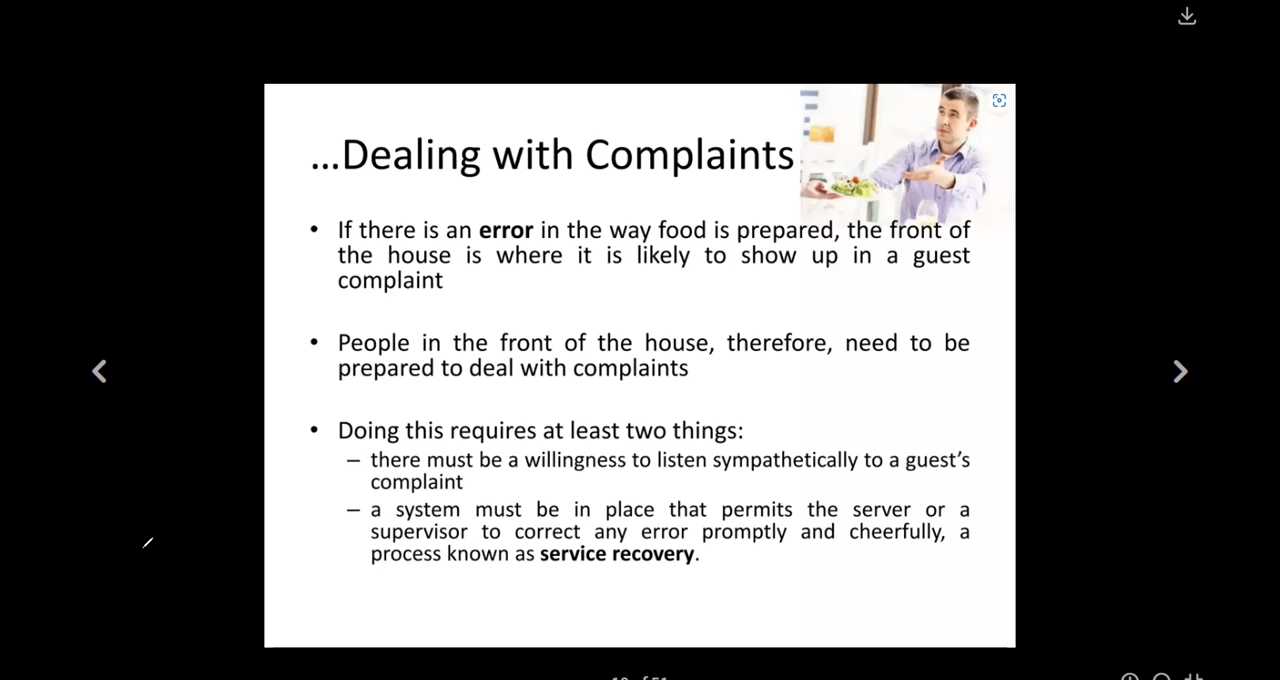 ...Dealing with Complaints
• If there is an error in the way food is prepared, the front of
the house is where it is likely to show up in a guest
complaint
• People in the front of the house, therefore, need to be
prepared to deal with complaints
• Doing this requires at least two things:
– there must be a willingness to listen sympathetically to a guest’s
complaint
– a system must be in place that permits the server or a
supervisor to correct any error promptly and cheerfully, a
process known as service recovery.